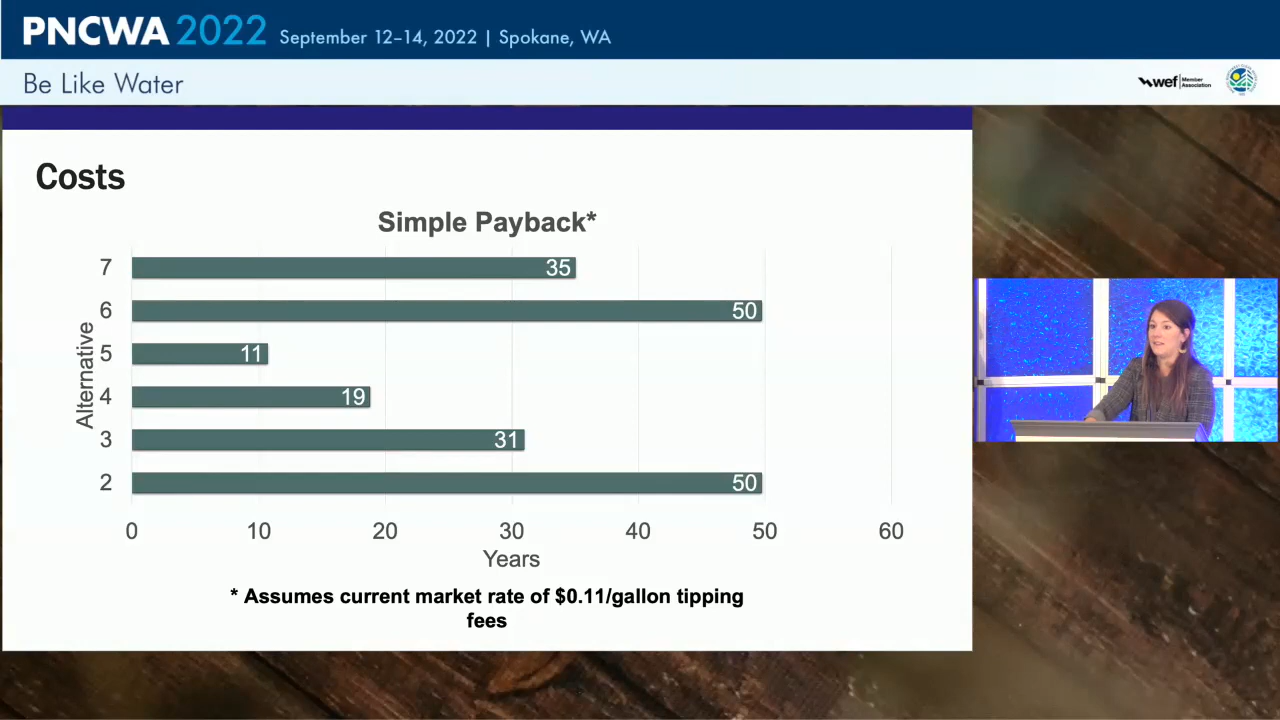 PNCWA 2022 September 12–14, 2022 | Spokane, WA
Be Like Water
wef Member
Association
Costs
Simple Payback*
7 35
6 50
5 11
4 19
3 31
2 50
Alternative
0 10 20 30 40 50 60
Years
* Assumes current market rate of $0.11/gallon tipping
fees